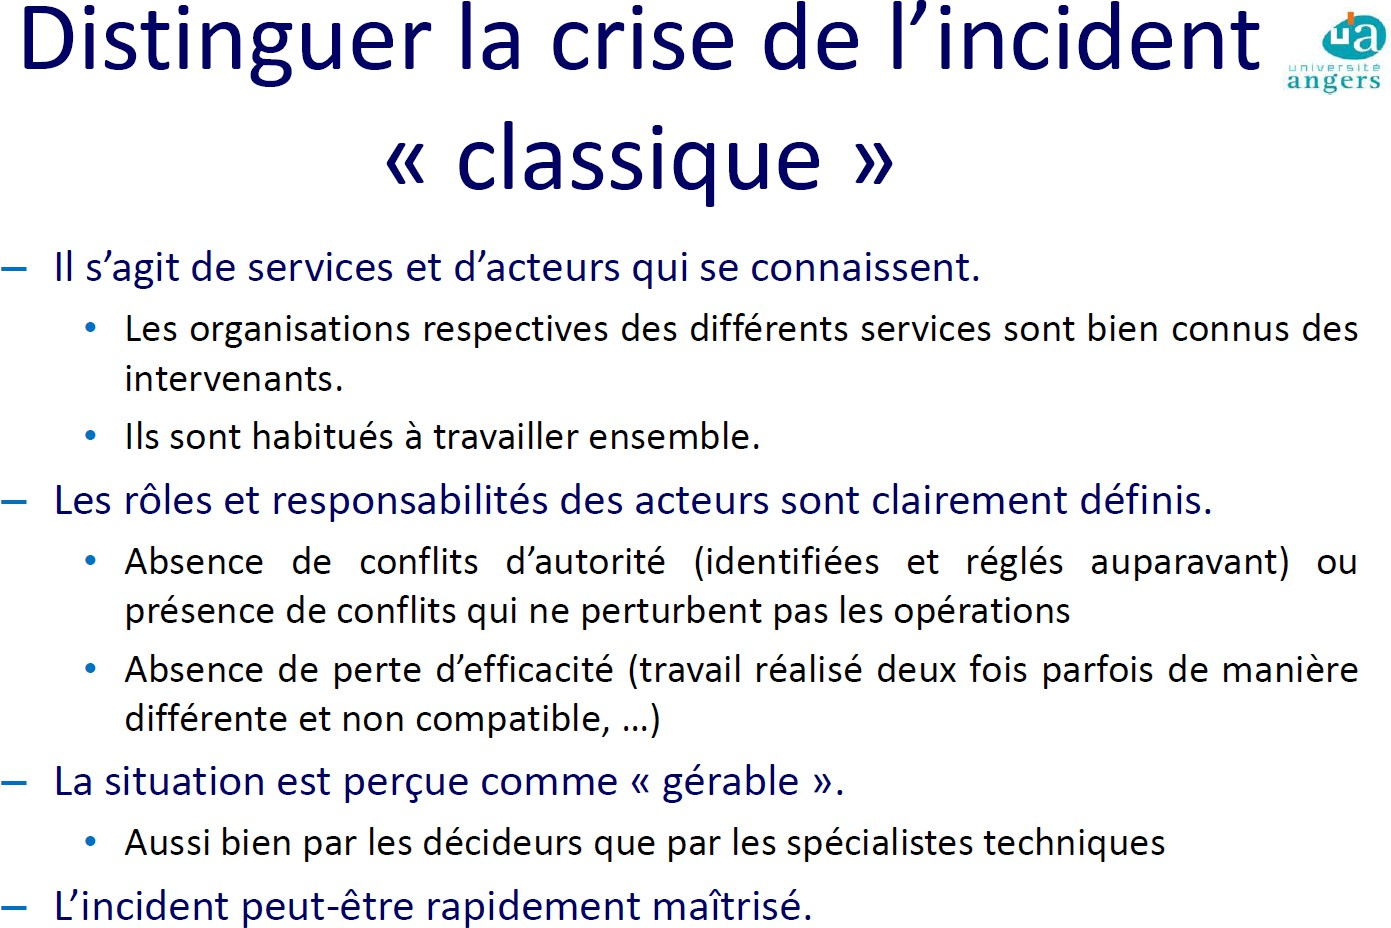 Distinguer la crise de l’incident
« classique »
ua
université
angers
– Il s’agit de services et d’acteurs qui se connaissent.
• Les organisations respectives des différents services sont bien connus des
intervenants.
• Ils sont habitués à travailler ensemble.
– Les rôles et responsabilités des acteurs sont clairement définis.
• Absence de conflits d’autorité (identifiées et réglés auparavant) ou
présence de conflits qui ne perturbent pas les opérations
• Absence de perte d’efficacité (travail réalisé deux fois parfois de manière
différente et non compatible, …)
– La situation est perçue comme « gérable ».
• Aussi bien par les décideurs que par les spécialistes techniques
– L’incident peut-être rapidement maîtrisé.